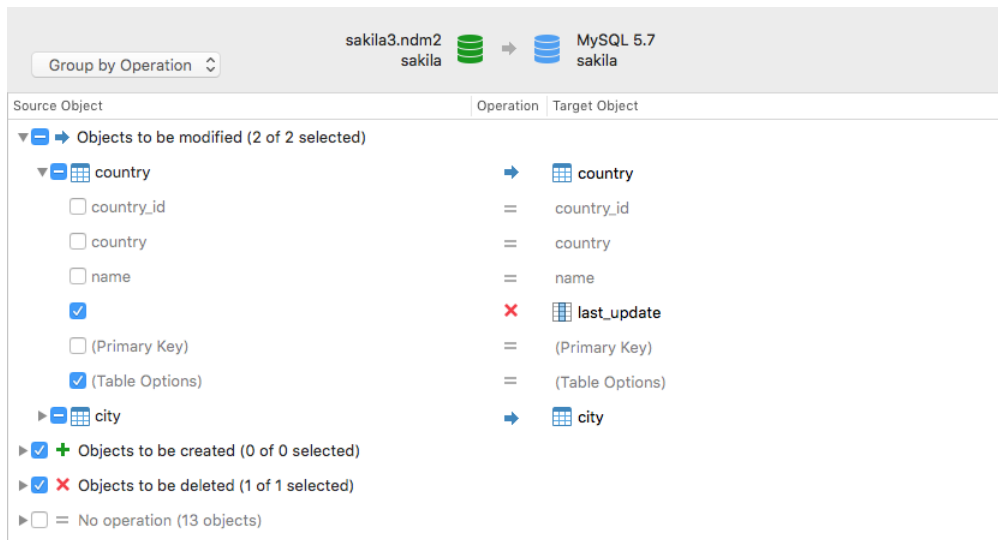 sakila3.ndm2 MySQL 5.7
Group by Operation sakila sakila
Source Object Operation Target Object
Objects to be modified (2 of 2 selected)
country country
country_id = country_id
country = country
name = name
last_update
(Primary Key) = (Primary Key)
(Table Options) = (Table Options)
city city
Objects to be created (0 of 0 selected)
Objects to be deleted (1 of 1 selected)
= No operation (13 objects)